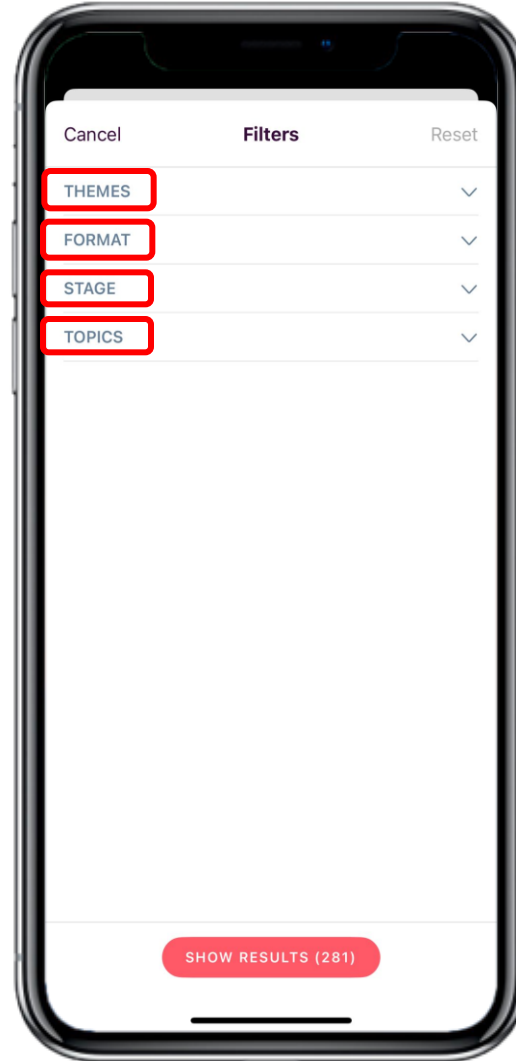 Cancel Filters Reset
THEMES
FORMAT
STAGE
TOPICS
SHOW RESULTS (281)